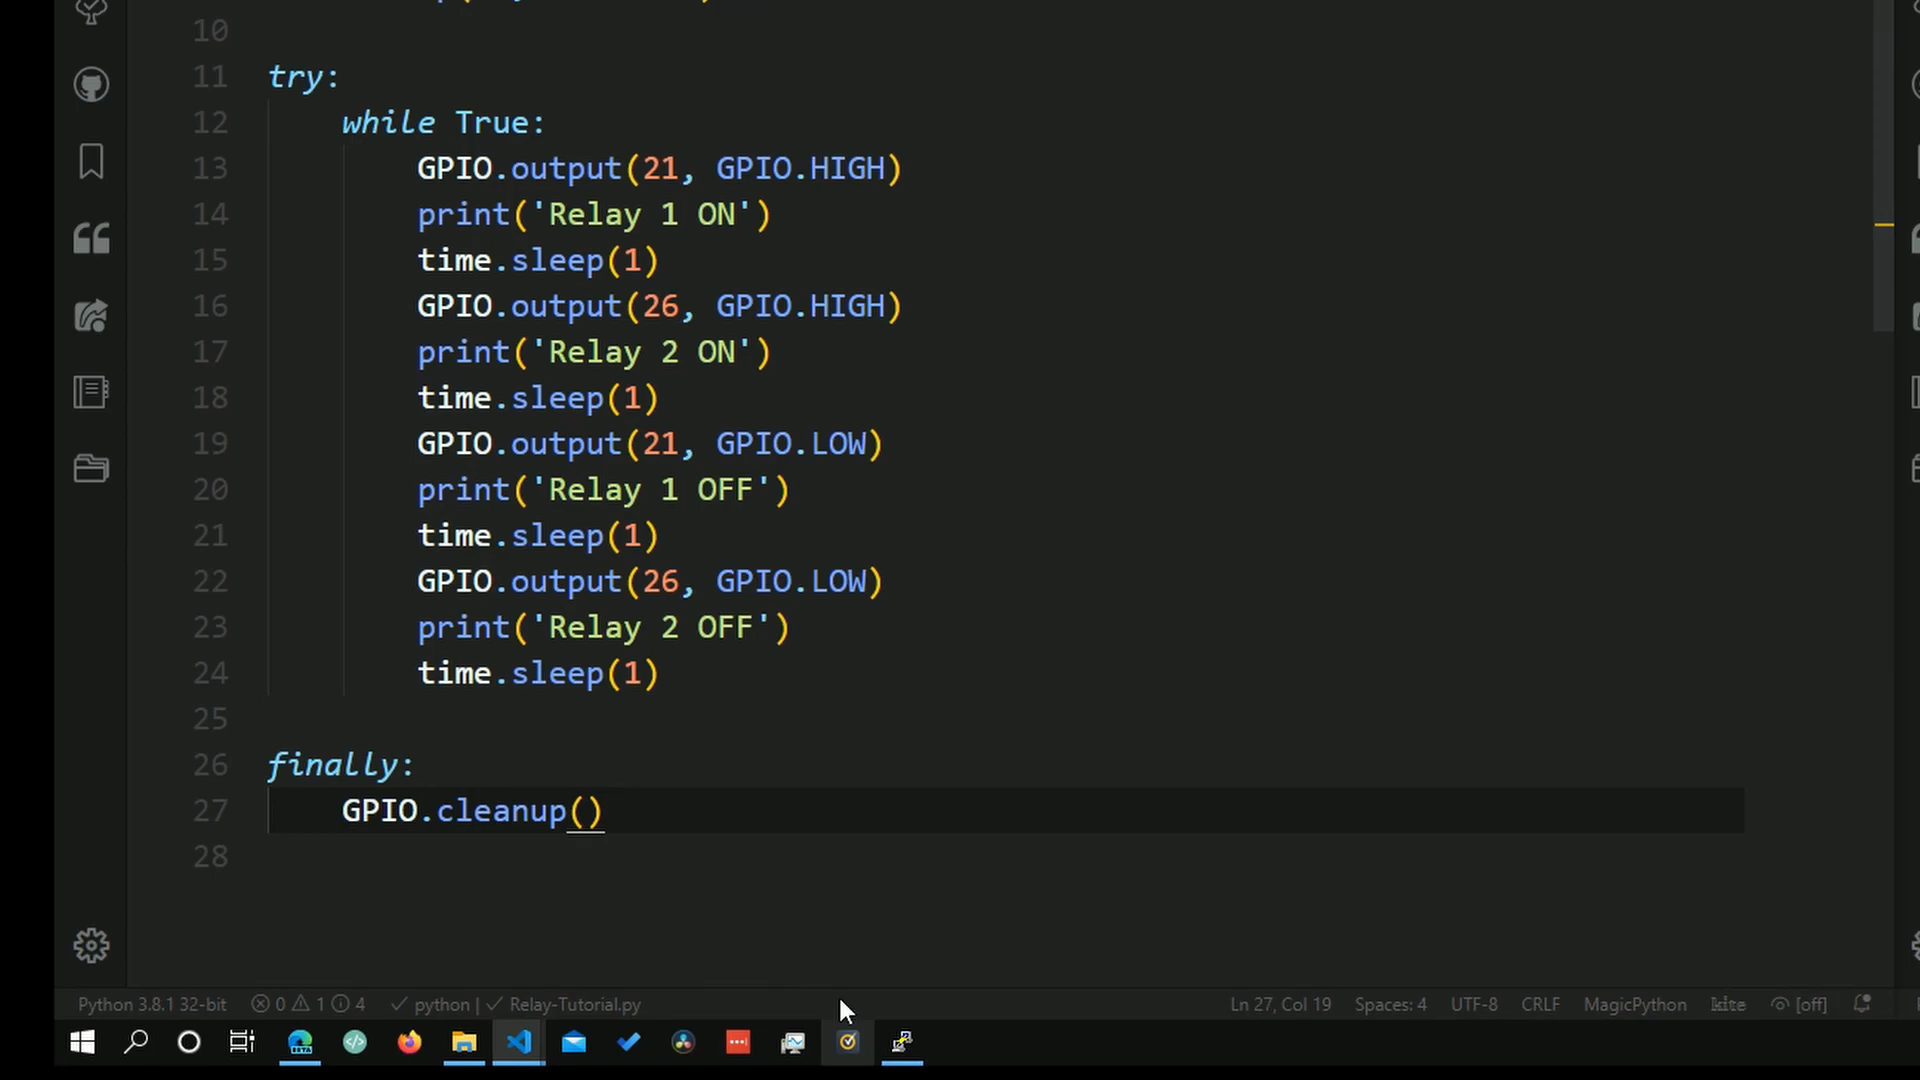 10
11 try:
12 while True:
13 GPIO.output(21, GPIO.HIGH)
14 print('Relay 1 ON')
15 time.sleep(1)
16 GPIO.output(26, GPIO.HIGH)
17 print('Relay 2 ON')
18 time.sleep(1)
19 GPIO.output(21, GPIO.LOW)
20 print('Relay 1 OFF')
21 time.sleep(1)
22 GPIO.output(26, GPIO.LOW)
23 print('Relay 2 OFF')
24 time.sleep(1)
25
26 finally:
27 GPIO.cleanup()
28
Python 3.8.1 32-bit 0 1 4 python | Relay-Tutorial.py Ln 27, Col 19 Spaces: 4 UTF-8 CRLF MagicPython kite [off]